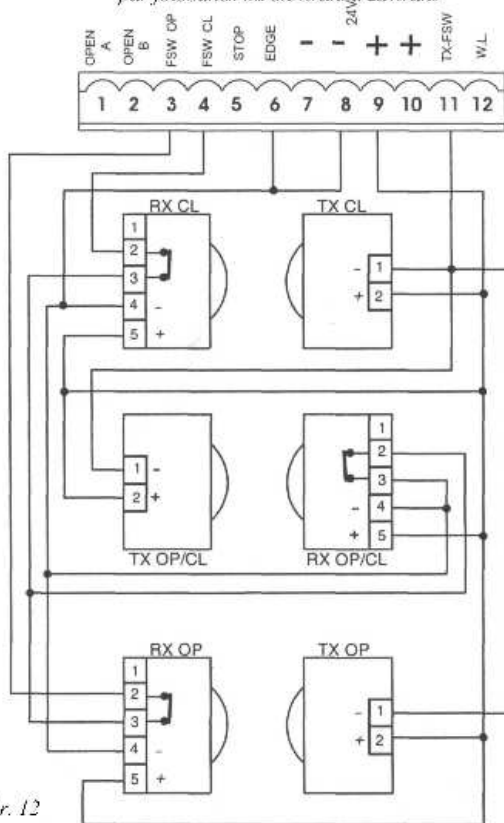 OPEN A
OPEN B
FSW OP
FSW CL
STOP
EDGE
-
-
24V
+
+
TX-FSW
W.L.
1 2 3 4 5 6 7 8 9 10 11 12
RX CL
1
2
3
4 -
5 +
TX CL
- 1
+ 2
1 -
2 +
TX OP/CL
1
2
3
- 4
+ 5
RX OP/CL
RX OP
1
2
3
4 -
5 +
TX OP
- 1
+ 2
r. 12